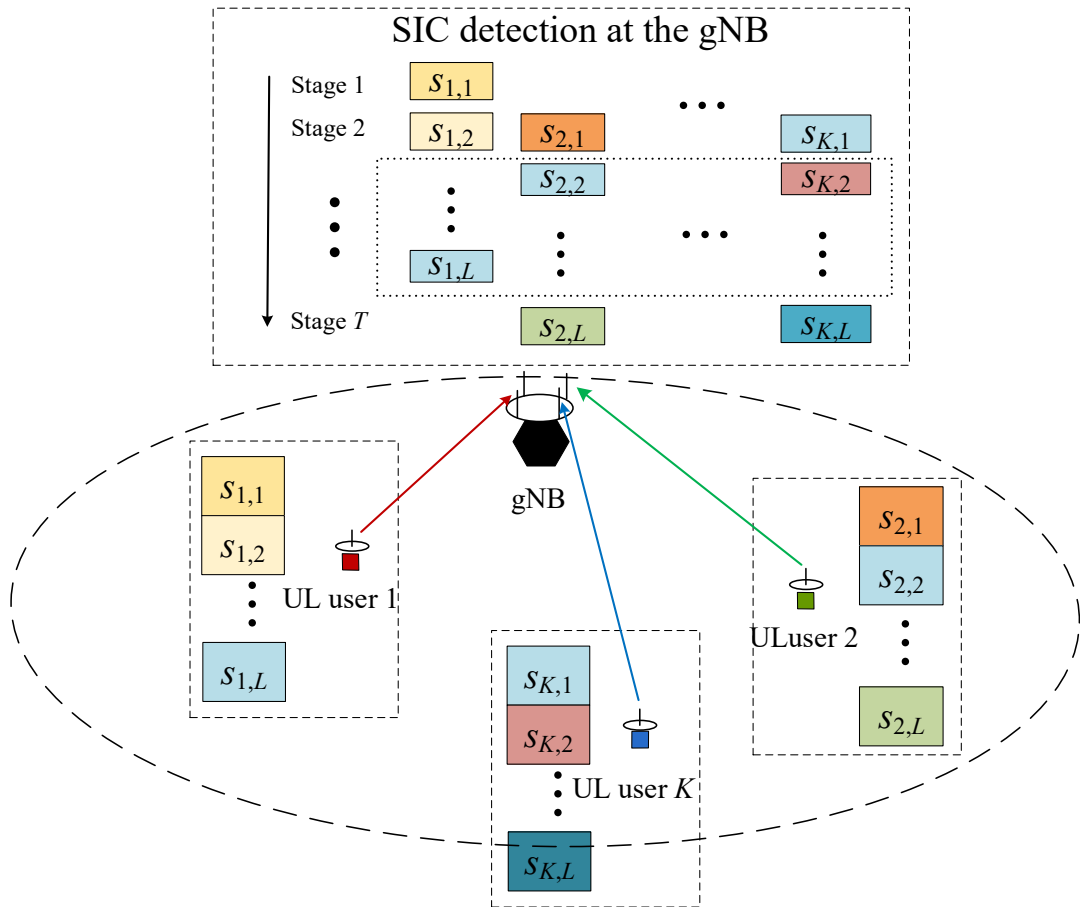 SIC detection at the gNB
Stage 1
s1,1
Stage 2
s1,2
s2,1
sK,1
s2,2
sK,2
s1,L
Stage T
s2,L
sK,L
gNB
s1,1
s1,2
UL user 1
s1,L
s2,1
s2,2
ULuser 2
s2,L
sK,1
sK,2
UL user K
sK,L